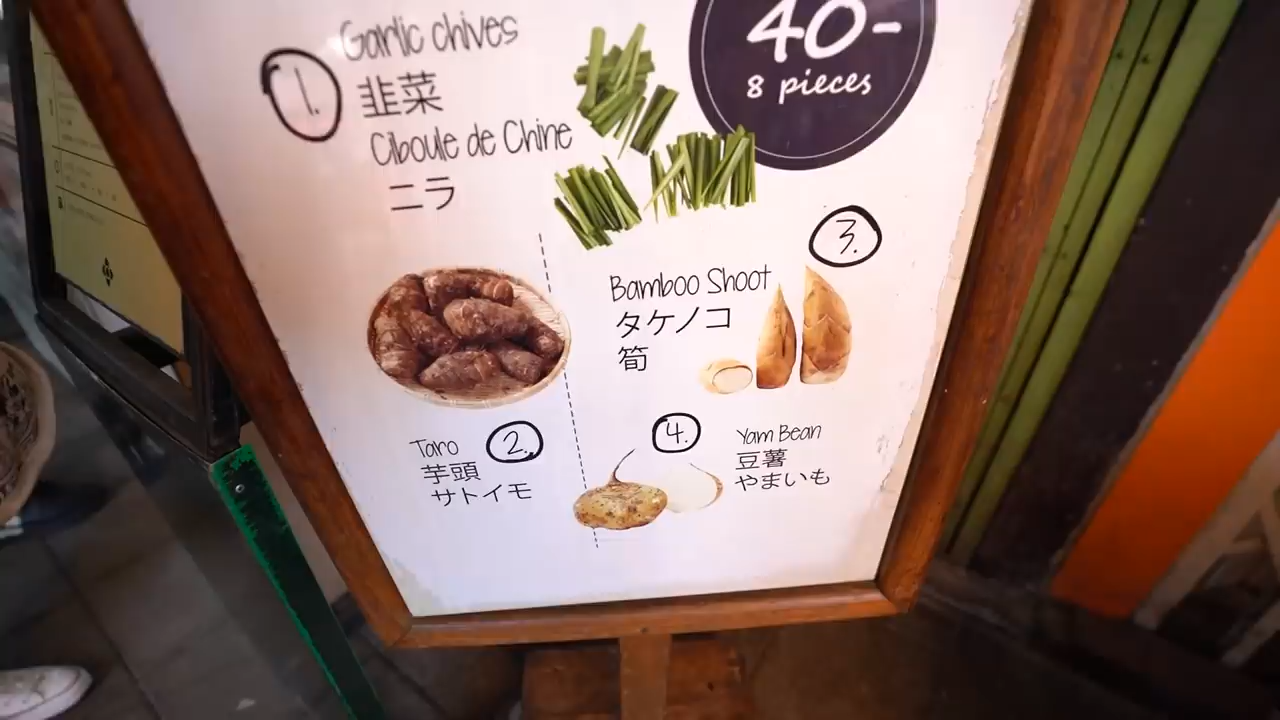 40-
8 pieces
1.
Garlic chives
韭菜
Ciboule de Chine
ニラ
Taro
2.
芋頭
サトイモ
3.
Bamboo Shoot
タケノコ
筍
4.
Yam Bean
豆薯
やまいも